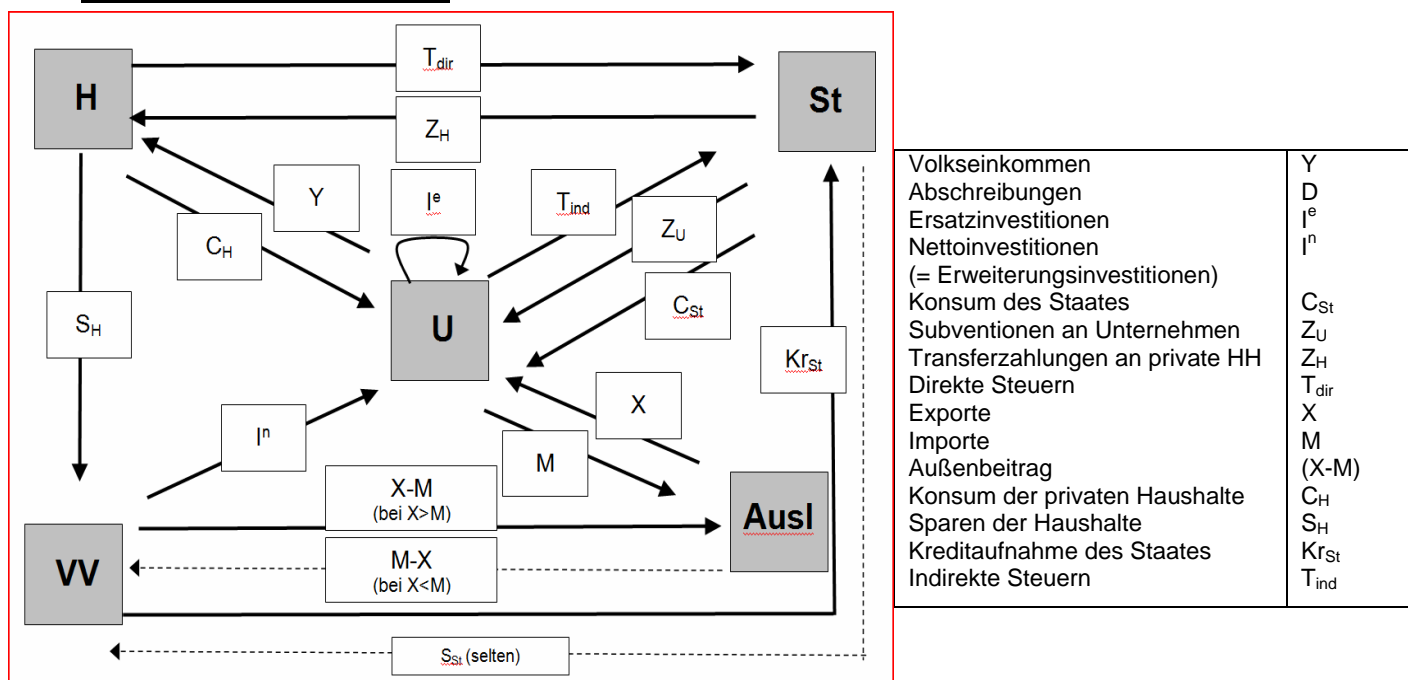 H
T_dir
St
Z_H
Y
I^e
T_ind
Z_U
C_H
C_St
S_H
U
Kr_St
X
I^n
M
X-M
(bei X>M)
Ausl
VV
M-X
(bei X<M)
S_St (selten)
Volkseinkommen Y
Abschreibungen D
Ersatzinvestitionen I^e
Nettoinvestitionen I^n
(= Erweiterungsinvestitionen)
Konsum des Staates C_St
Subventionen an Unternehmen Z_U
Transferzahlungen an private HH Z_H
Direkte Steuern T_dir
Exporte X
Importe M
Außenbeitrag (X-M)
Konsum der privaten Haushalte C_H
Sparen der Haushalte S_H
Kreditaufnahme des Staates Kr_St
Indirekte Steuern T_ind